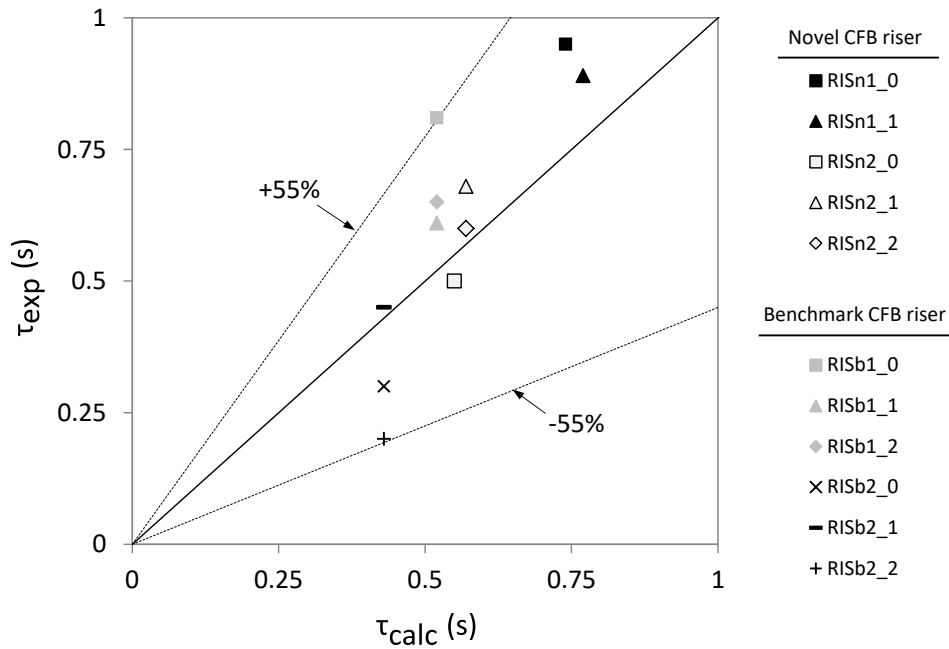 1
0.75
0.5
0.25
0
0
0.25
0.5
0.75
1
τexp (s)
τcalc (s)
+55%
-55%
Novel CFB riser
RISn1_0
RISn1_1
RISn2_0
RISn2_1
RISn2_2
Benchmark CFB riser
RISb1_0
RISb1_1
RISb1_2
RISb2_0
RISb2_1
RISb2_2